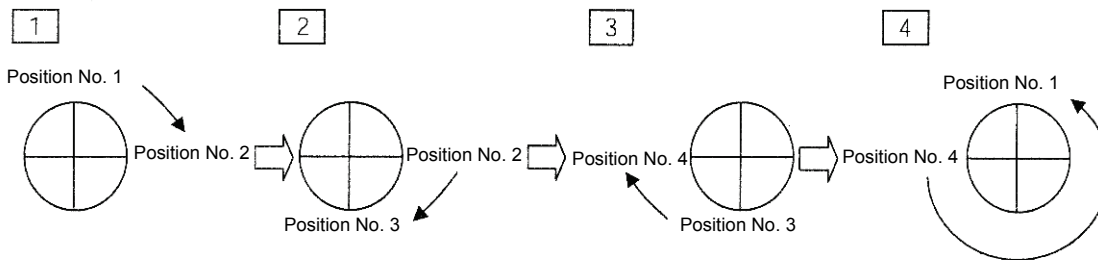 1
2
3
4
Position No. 1
Position No. 2
Position No. 2
Position No. 3
Position No. 4
Position No. 3
Position No. 1
Position No. 4